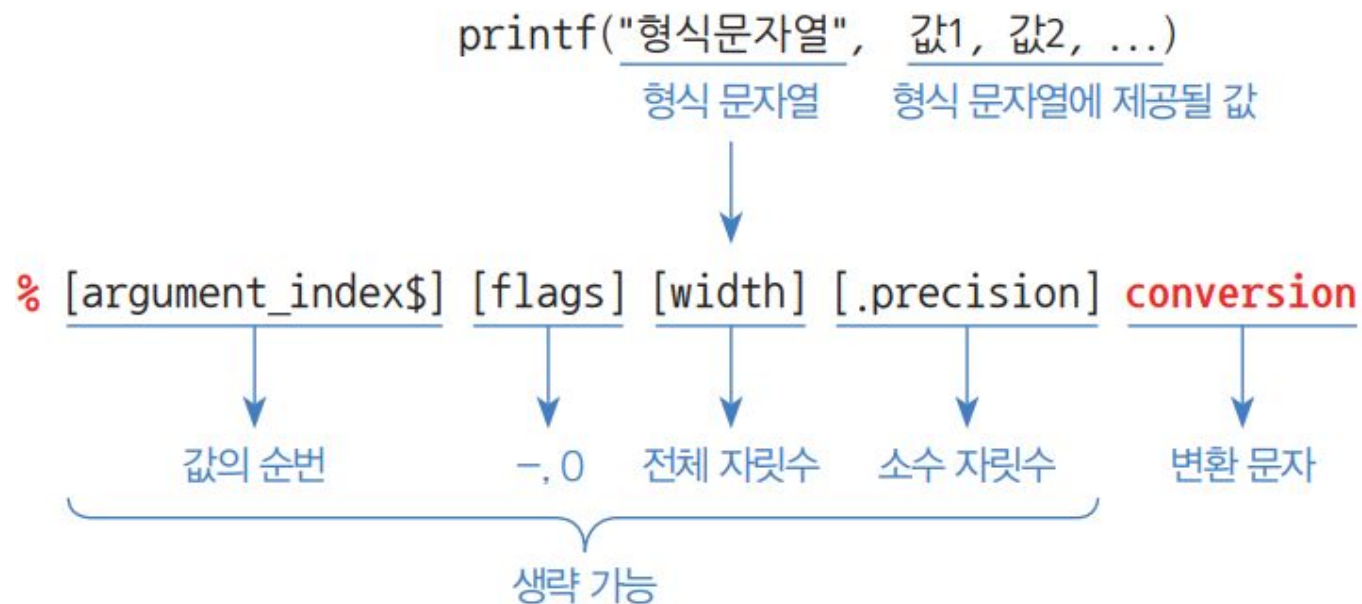 printf("형식문자열", 값1, 값2, ...)
형식 문자열 형식 문자열에 제공될 값
% [argument_index$] [flags] [width] [.precision] conversion
값의 순번 -, 0 전체 자릿수 소수 자릿수 변환 문자
생략 가능